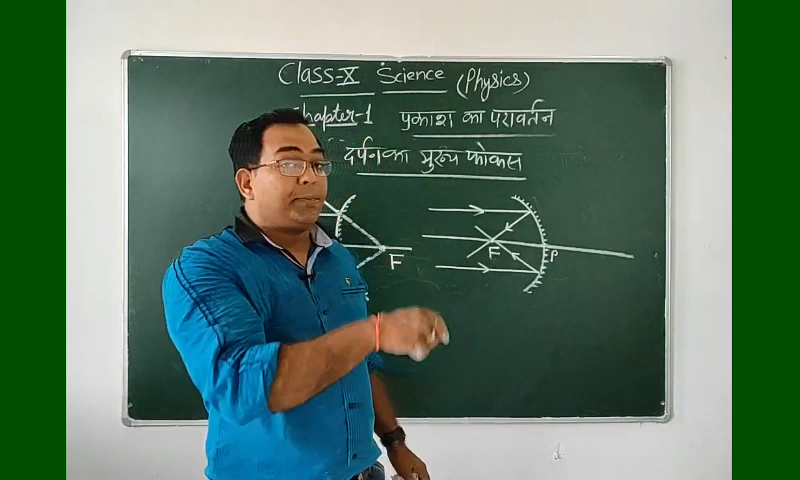 Class-X Science (Physics)
Chapter-1 प्रकाश का परावर्तन
दर्पण का मुख्य फोकस
F
F
P